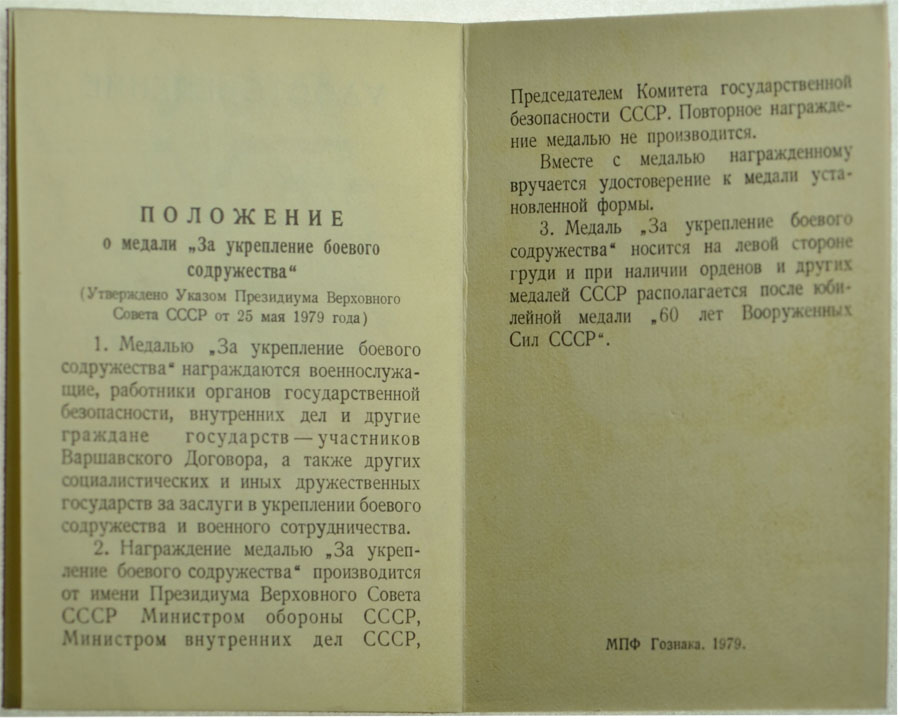 ПОЛОЖЕНИЕ
о медали „За укрепление боевого
содружества“
(Утверждено Указом Президиума Верховного
Совета СССР от 25 мая 1979 года)
1. Медалью „За укрепление боевого
содружества“ награждаются военнослужа-
щие, работники органов государственной
безопасности, внутренних дел и другие
граждане государств — участников
Варшавского Договора, а также других
социалистических и иных дружественных
государств за заслуги в укреплении боевого
содружества и военного сотрудничества.
2. Награждение медалью „За укреп-
ление боевого содружества“ производится
от имени Президиума Верховного Совета
СССР Министром обороны СССР,
Министром внутренних дел СССР,
Председателем Комитета государственной
безопасности СССР. Повторное награжде-
ние медалью не производится.
Вместе с медалью награжденному
вручается удостоверение к медали уста-
новленной формы.
3. Медаль „За укрепление боевого
содружества“ носится на левой стороне
груди и при наличии орденов и других
медалей СССР располагается после юби-
лейной медали „60 лет Вооруженных
Сил СССР“.
МПФ Гознака. 1979.